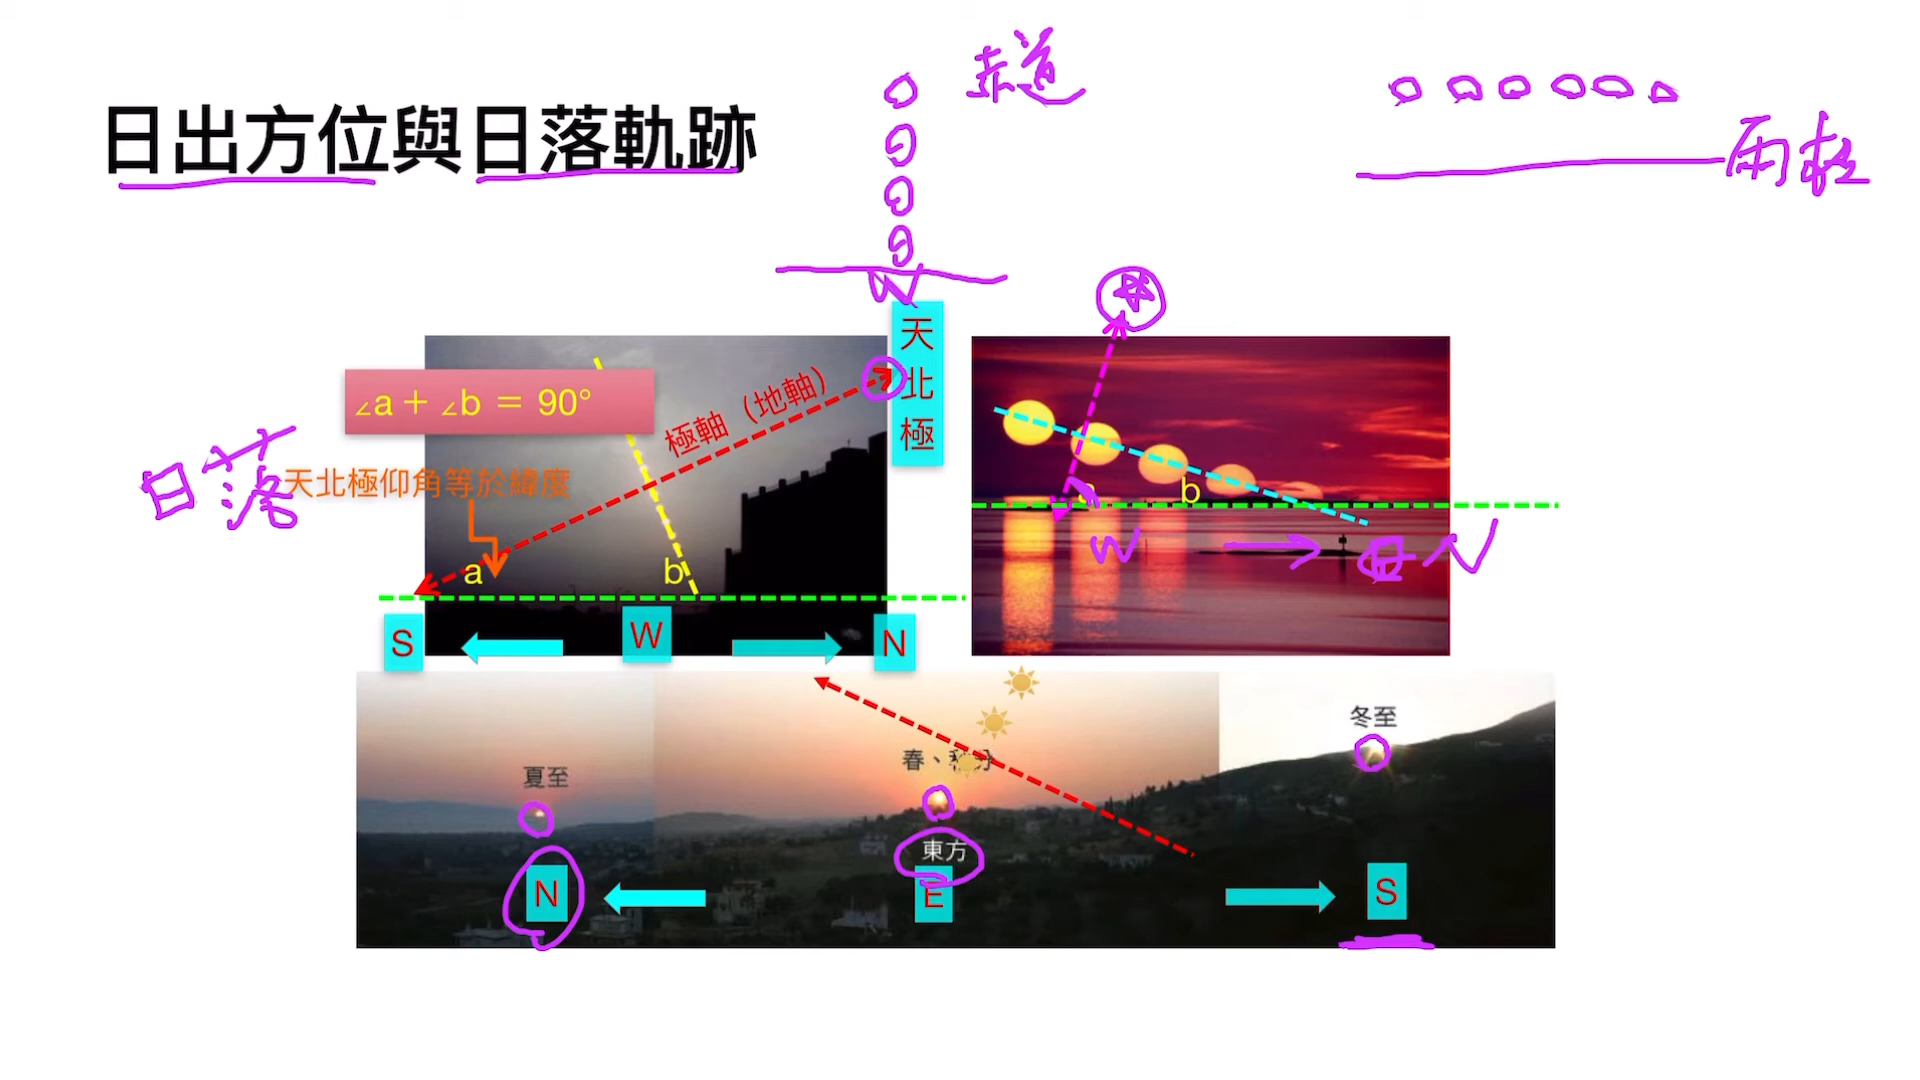 赤道
日出方位與日落軌跡
兩極
天北極
∠a + ∠b = 90°
極軸（地軸）
日落
天北極仰角等於緯度
a
b
b
W
N
S
W
N
冬至
春、秋分
夏至
東方
N
E
S